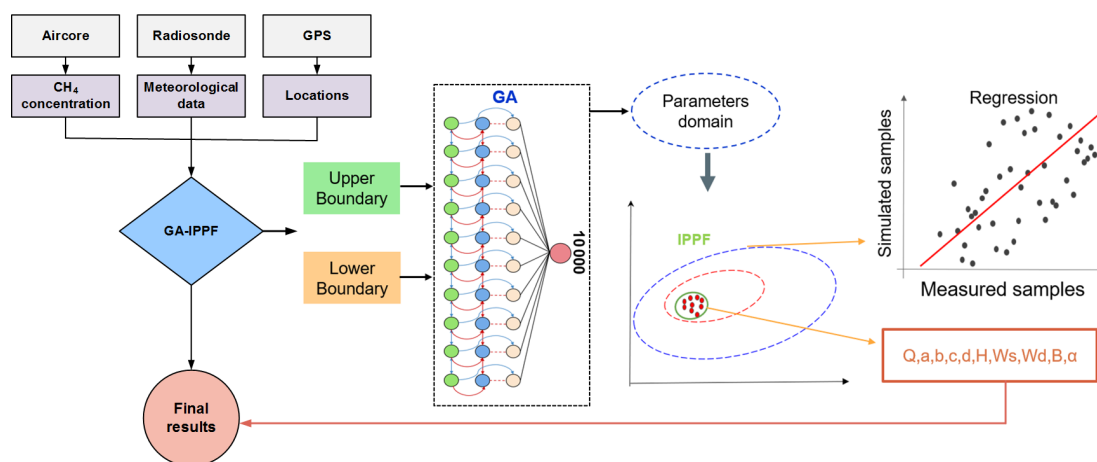 Aircore
Radiosonde
GPS
CH₄
concentration
Meteorological
data
Locations
GA-IPPF
Final
results
Upper
Boundary
Lower
Boundary
GA
10000
Parameters
domain
IPPF
Regression
Simulated samples
Measured samples
Q,a,b,c,d,H,Ws,Wd,B,α